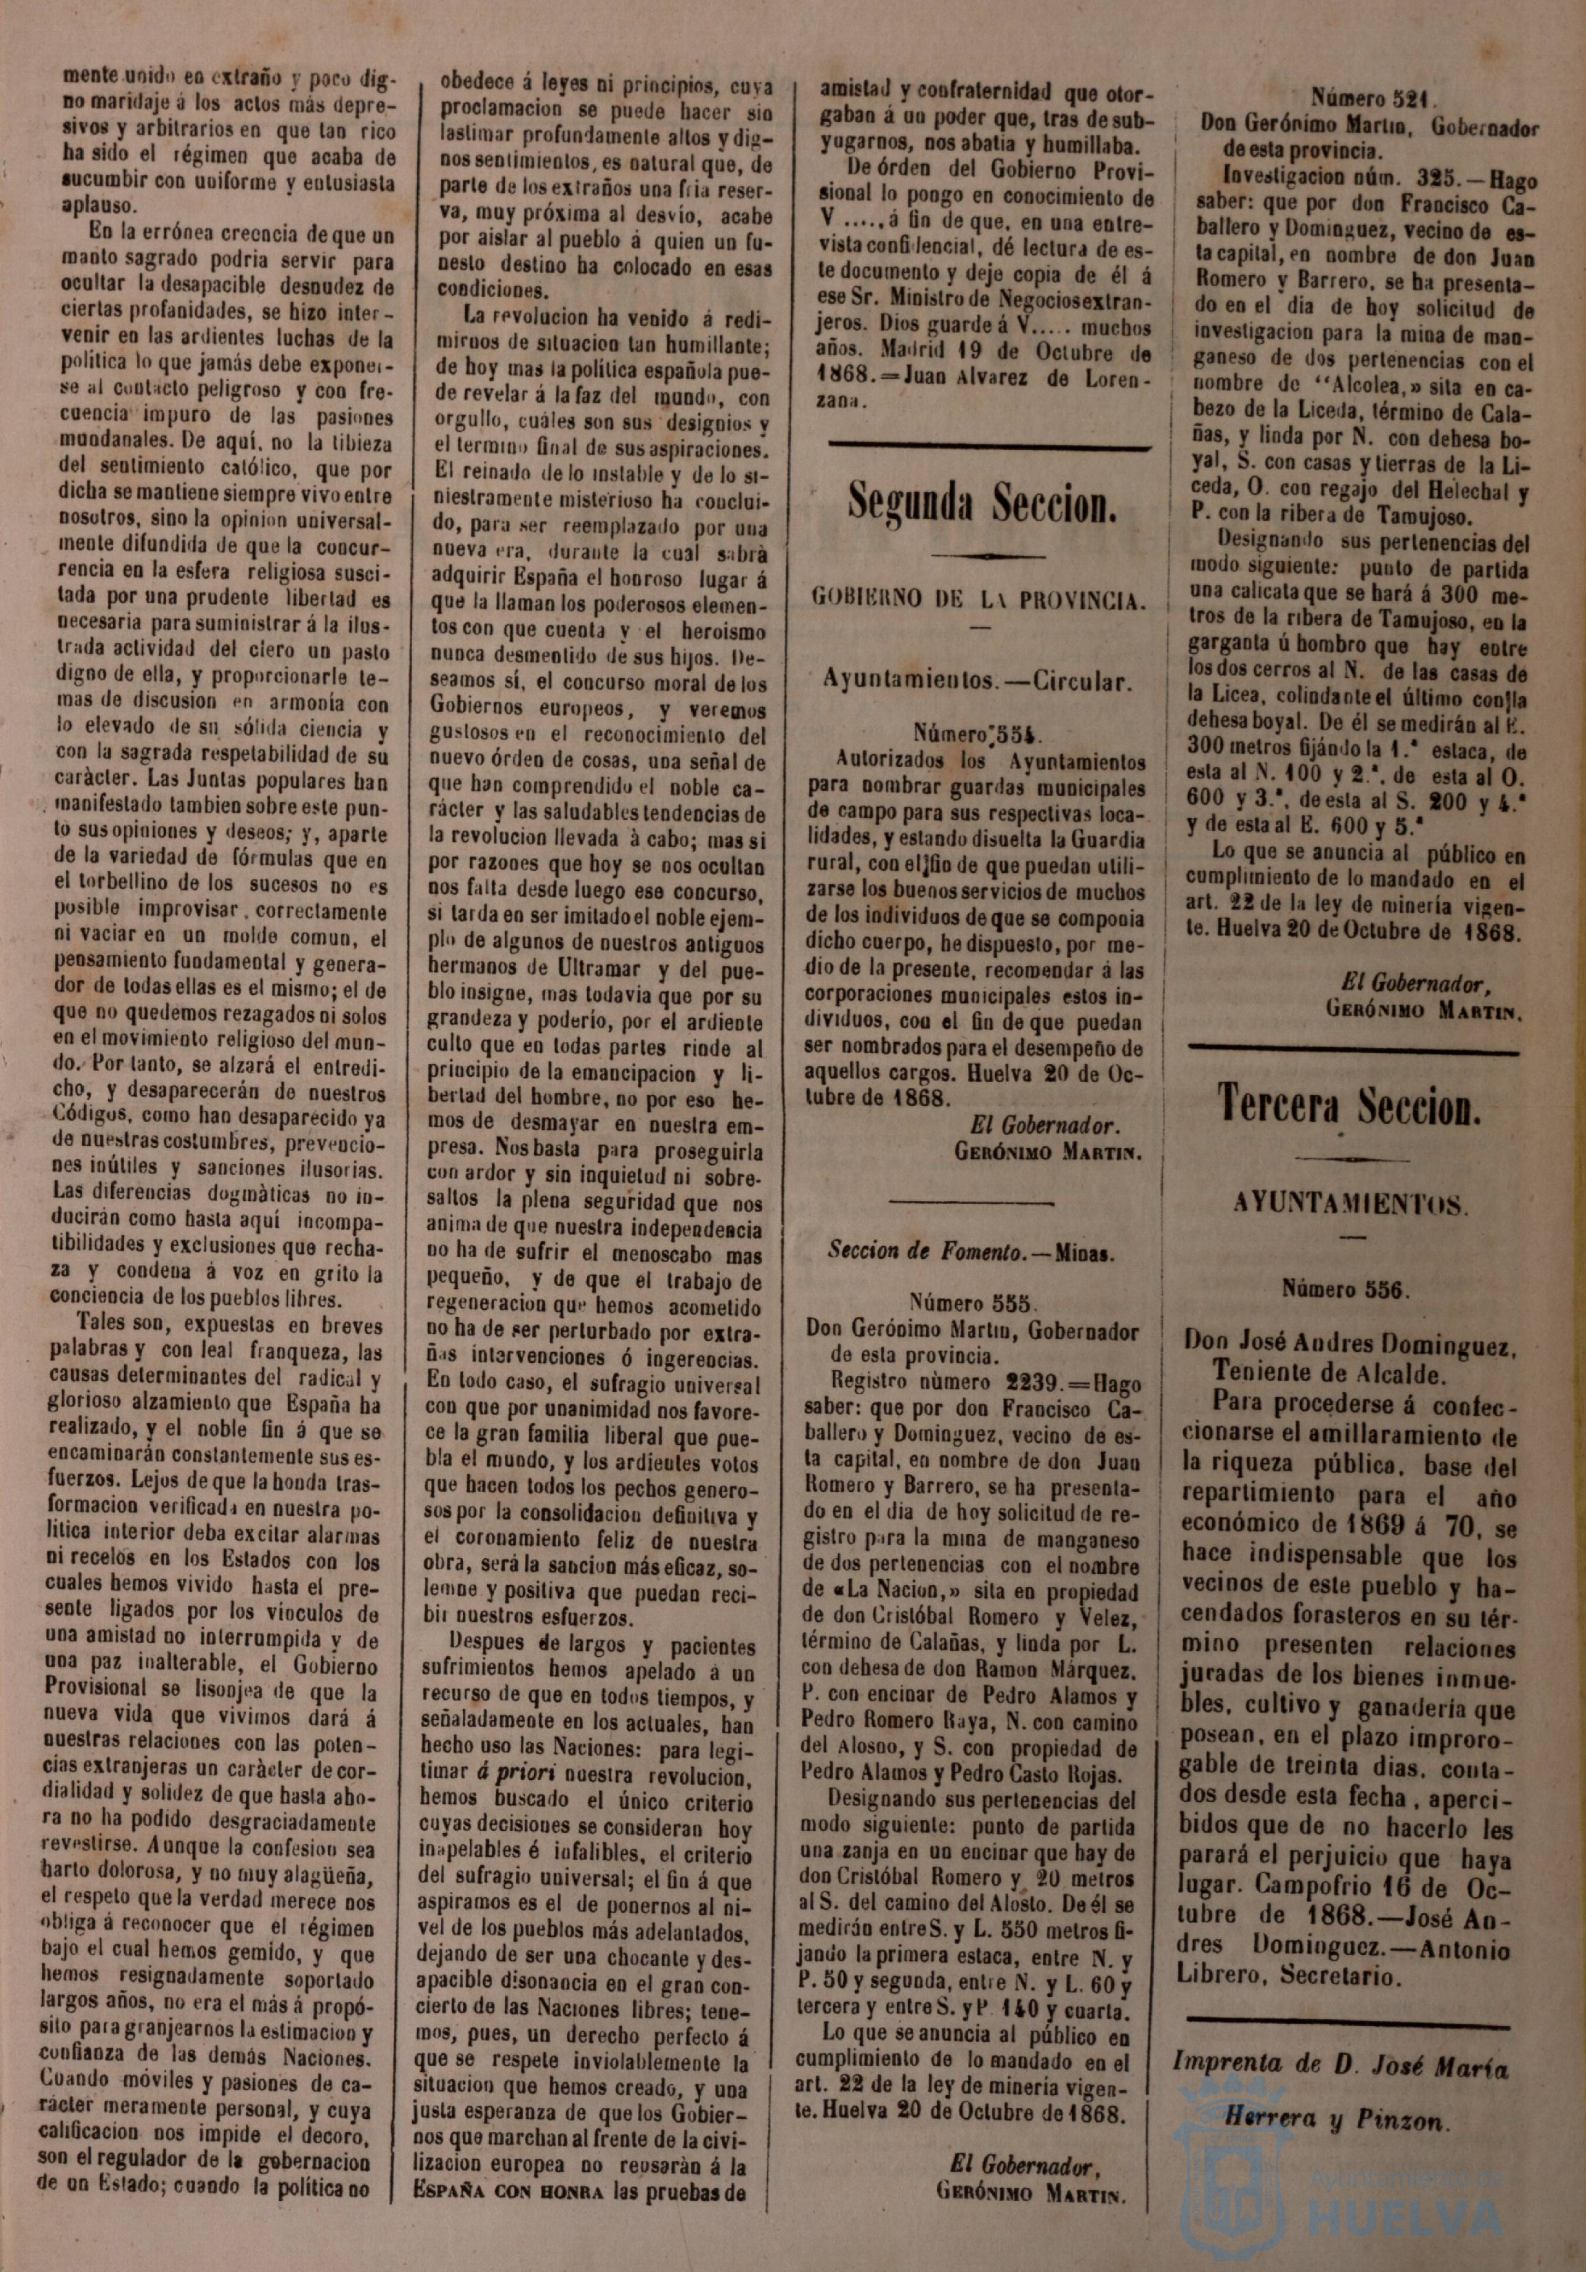 mente unido en extraño y poco dig-
no maridaje á los actos más depre-
sivos y arbitrarios en que tan rico
ha sido el régimen que acaba de
sucumbir con uniforme y entusiasta
aplauso.
En la errónea creencia de que un
manto sagrado podria servir para
ocultar la desapacible desnudez de
ciertas profanidades, se hizo inter-
venir en las ardientes luchas de la
politica lo que jamás debe exponer-
se al contacto peligroso y con fre-
cuencia impuro de las pasiones
mundanales. De aquí, no la tibieza
del sentimiento católico, que por
dicha se mantiene siempre vivo entre
nosotros, sino la opinion universal-
mente difundida de que la concur-
rencia en la esfera religiosa susci-
tada por una prudente libertad es
necesaria para suministrar á la ilus-
trada actividad del clero un pasto
digno de ella, y proporcionarle te-
mas de discusion en armonía con
lo elevado de su sólida ciencia y
con la sagrada respetabilidad de su
caràcter. Las Juntas populares han
manifestado tambien sobre este pun-
to sus opiniones y deseos; y, aparte
de la variedad de fórmulas que en
el torbellino de los sucesos no es
posible improvisar correctamente
ni vaciar en un molde comun, el
pensamiento fundamental y genera-
dor de todas ellas es el mismo; el de
que no quedemos rezagados ni solos
en el movimiento religioso del mun-
do. Por tanto, se alzará el entredi-
cho, y desaparecerán de nuestros
Códigos, como han desaparecido ya
de nuestras costumbres, prevencio-
nes inútiles y sanciones ilusorias.
Las diferencias dogmàticas no in-
ducirán como hasta aquí incompa-
tibilidades y exclusiones que recha-
za y condena á voz en grito la
conciencia de los pueblos libres.
Tales son, expuestas en breves
palabras y con leal franqueza, las
causas determinantes del radical y
glorioso alzamiento que España ha
realizado, y el noble fin á que se
encaminarán constantemente sus es-
fuerzos. Lejos de que la honda tras-
formacion verificada en nuestra po-
litica interior deba excitar alarmas
ni recelos en los Estados con los
cuales hemos vivido hasta el pre-
sente ligados por los vinculos de
una amistad no interrumpida y de
una paz inalterable, el Gobierno
Provisional se lisonjea de que la
nueva vida que vivimos dará á
nuestras relaciones con las poten-
cias extranjeras un caràcter de cor-
dialidad y solidez de que hasta aho-
ra no ha podido desgraciadamente
revestirse. Aunque la confesion sea
harto dolorosa, y no muy alagüeña,
el respeto que la verdad merece nos
obliga á reconocer que el régimen
bajo el cual hemos gemido, y que
hemos resignadamente soportado
largos años, no era el más á propó-
sito para granjearnos la estimacion y
confianza de las demás Naciones.
Cuando móviles y pasiones de ca-
rácter meramente personal, y cuya
calificacion nos impide el decoro,
son el regulador de la gobernacion
de un Estado; cuando la politica no
obedece á leyes ni principios, cuya
proclamacion se puede hacer sin
lastimar profundamente altos y dig-
nos sentimientos, es natural que, de
parte de los extraños una fria reser-
va, muy próxima al desvio, acabe
por aislar al pueblo á quien un fu-
nesto destino ha colocado en esas
condiciones.
La revolucion ha venido á redi-
mirnos de situacion tan humillante;
de hoy mas la política española pue-
de revelar á la faz del mundo, con
orgullo, cuáles son sus designios y
el termino final de sus aspiraciones.
El reinado de lo instable y de lo si-
niestramente misterioso ha conclui-
do, para ser reemplazado por una
nueva era, durante la cual sabrà
adquirir España el honroso lugar á
que la llaman los poderosos elemen-
tos con que cuenta y el heroismo
nunca desmentido de sus hijos. De-
seamos sí, el concurso moral de los
Gobiernos europeos, y veremos
gustosos en el reconocimiento del
nuevo órden de cosas, una señal de
que han comprendido el noble ca-
rácter y las saludables tendencias de
la revolucion llevada à cabo; mas si
por razones que hoy se nos ocultan
nos falta desde luego ese concurso,
si tarda en ser imitado el noble ejem-
plo de algunos de nuestros antiguos
hermanos de Ultramar y del pue-
blo insigne, mas todavia que por su
grandeza y poderío, por el ardiente
culto que en todas partes rinde al
principio de la emancipacion y li-
bertad del hombre, no por eso he-
mos de desmayar en nuestra em-
presa. Nos basta para proseguirla
con ardor y sin inquietud ni sobre-
saltos la plena seguridad que nos
anima de que nuestra independencia
no ha de sufrir el menoscabo mas
pequeño, y de que el trabajo de
regeneracion que hemos acometido
no ha de ser perturbado por extra-
ñas intervenciones ó ingerencias.
En todo caso, el sufragio universal
con que por unanimidad nos favore-
ce la gran familia liberal que pue-
bla el mundo, y los ardientes votos
que hacen todos los pechos genero-
sos por la consolidacion definitiva y
el coronamiento feliz de nuestra
obra, será la sancion más eficaz, so-
lemne y positiva que puedan reci-
bir nuestros esfuerzos.
Despues de largos y pacientes
sufrimientos hemos apelado á un
recurso de que en todos tiempos, y
señaladamente en los actuales, han
hecho uso las Naciones: para legi-
timar á priori nuestra revolucion,
hemos buscado el único criterio
cuyas decisiones se consideran hoy
inapelables é infalibles, el criterio
del sufragio universal; el fin á que
aspiramos es el de ponernos al ni-
vel de los pueblos más adelantados,
dejando de ser una chocante y des-
apacible disonancia en el gran con-
cierto de las Naciones libres; tene-
mos, pues, un derecho perfecto á
que se respete inviolablemente la
situacion que hemos creado, y una
justa esperanza de que los Gobier-
nos que marchan al frente de la civi-
lizacion europea no reusaràn á la
ESPAÑA CON HONRA las pruebas de
amistad y confraternidad que otor-
gaban á un poder que, tras de sub-
yugarnos, nos abatia y humillaba.
De órden del Gobierno Provi-
sional lo pongo en conocimiento de
V ....., á fin de que, en una entre-
vista confidencial, dé lectura de es-
te documento y deje copia de él á
ese Sr. Ministro de Negocios extran-
jeros. Dios guarde á V..... muchos
años. Madrid 19 de Octubre de
1868.=Juan Alvarez de Loren-
zana.
Segunda Seccion.
GOBIERNO DE LA PROVINCIA.
Ayuntamientos.—Circular.
Número 554.
Autorizados los Ayuntamientos
para nombrar guardas municipales
de campo para sus respectivas loca-
lidades, y estando disuelta la Guardia
rural, con el fin de que puedan utili-
zarse los buenos servicios de muchos
de los individuos de que se componia
dicho cuerpo, he dispuesto, por me-
dio de la presente, recomendar á las
corporaciones municipales estos in-
dividuos, con el fin de que puedan
ser nombrados para el desempeño de
aquellos cargos. Huelva 20 de Oc-
tubre de 1868.
El Gobernador.
GERÓNIMO MARTIN.
Seccion de Fomento.—Minas.
Número 555.
Don Gerónimo Martin, Gobernador
de esta provincia.
Registro nùmero 2239.=Hago
saber: que por don Francisco Ca-
ballero y Dominguez, vecino de es-
ta capital, en nombre de don Juan
Romero y Barrero, se ha presenta-
do en el dia de hoy solicitud de re-
gistro para la mina de manganeso
de dos pertenencias con el nombre
de «La Nacion,» sita en propiedad
de don Cristóbal Romero y Velez,
término de Calañas, y linda por L.
con dehesa de don Ramon Márquez.
P. con encinar de Pedro Alamos y
Pedro Romero Raya, N. con camino
del Alosno, y S. con propiedad de
Pedro Alamos y Pedro Casto Rojas.
Designando sus pertenencias del
modo siguiente: punto de partida
una zanja en un encinar que hay de
don Cristóbal Romero y 20 metros
al S. del camino del Alosto. De él se
medirán entre S. y L. 550 metros fi-
jando la primera estaca, entre N. y
P. 50 y segunda, entre N. y L. 60 y
tercera y entre S. y P. 140 y cuarta.
Lo que se anuncia al público en
cumplimiento de lo mandado en el
art. 22 de la ley de minería vigen-
te. Huelva 20 de Octubre de 1868.
El Gobernador,
GERÓNIMO MARTIN.
Número 521.
Don Gerónimo Martin, Gobernador
de esta provincia.
Investigacion núm. 325.—Hago
saber: que por don Francisco Ca-
ballero y Dominguez, vecino de es-
ta capital, en nombre de don Juan
Romero y Barrero, se ha presenta-
do en el dia de hoy solicitud de
investigacion para la mina de man-
ganeso de dos pertenencias con el
nombre de “Alcolea,» sita en ca-
bezo de la Liceda, término de Cala-
ñas, y linda por N. con dehesa bo-
yal, S. con casas y tierras de la Li-
ceda, O. con regajo del Helechal y
P. con la ribera de Tamujoso.
Designando sus pertenencias del
modo siguiente: punto de partida
una calicata que se hará á 300 me-
tros de la ribera de Tamujoso, en la
garganta ú hombro que hay entre
los dos cerros al N. de las casas de
la Licea, colindante el último con la
dehesa boyal. De él se medirán al E.
300 metros fijándo la 1.ª estaca, de
esta al N. 100 y 2.ª, de esta al O.
600 y 3.ª, de esta al S. 200 y 4.ª
y de esta al E. 600 y 5.ª
Lo que se anuncia al público en
cumplimiento de lo mandado en el
art. 22 de la ley de minería vigen-
te. Huelva 20 de Octubre de 1868.
El Gobernador,
GERÓNIMO MARTIN.
Tercera Seccion.
AYUNTAMIENTOS.
Número 556.
Don José Andres Dominguez,
Teniente de Alcalde.
Para procederse á confec-
cionarse el amillaramiento de
la riqueza pública, base del
repartimiento para el año
económico de 1869 á 70, se
hace indispensable que los
vecinos de este pueblo y ha-
cendados forasteros en su tér-
mino presenten relaciones
juradas de los bienes inmue-
bles, cultivo y ganadería que
posean, en el plazo improro-
gable de treinta dias, conta-
dos desde esta fecha, aperci-
bidos que de no hacerlo les
parará el perjuicio que haya
lugar. Campofrio 16 de Oc-
tubre de 1868.—José An-
dres Dominguez.—Antonio
Librero, Secretario.
Imprenta de D. José María
Herrera y Pinzon.
Ayuntamiento de
HUELVA